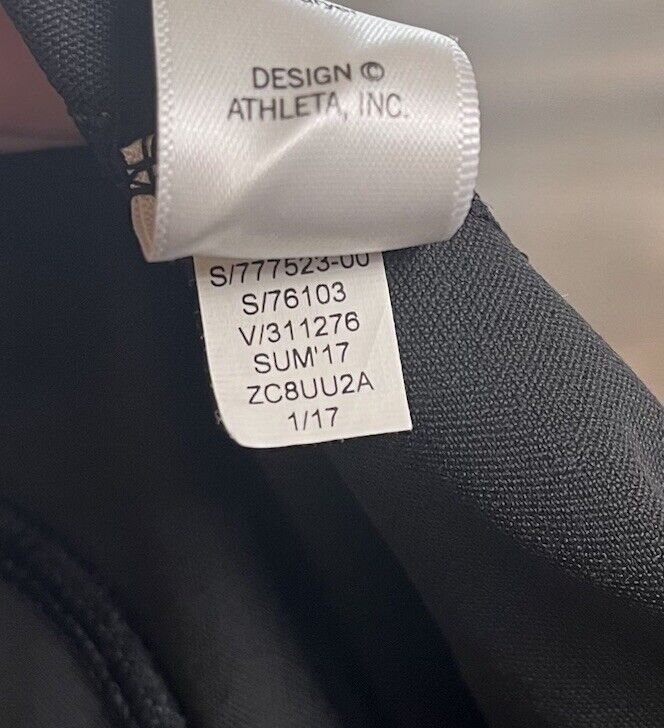 DESIGN ©
ATHLETA, INC.
S/777523-00
S/76103
V/311276
SUM'17
ZC8UU2A
1/17